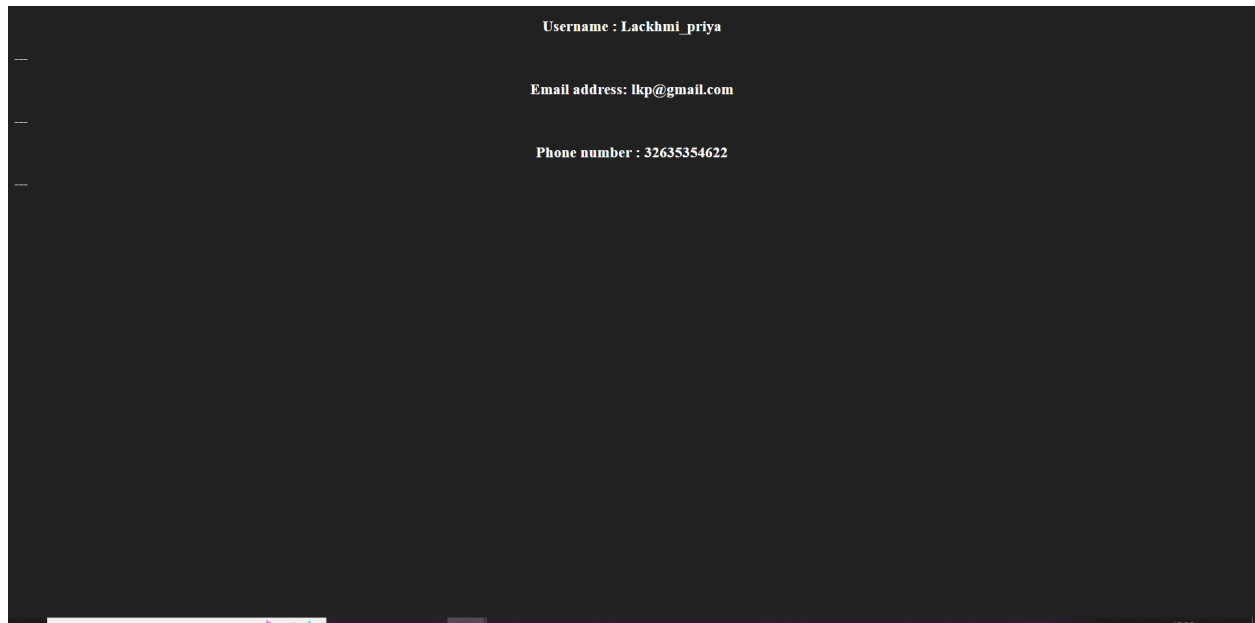 Username : Lackhmi_priya
---
Email address: lkp@gmail.com
---
Phone number : 32635354622
---